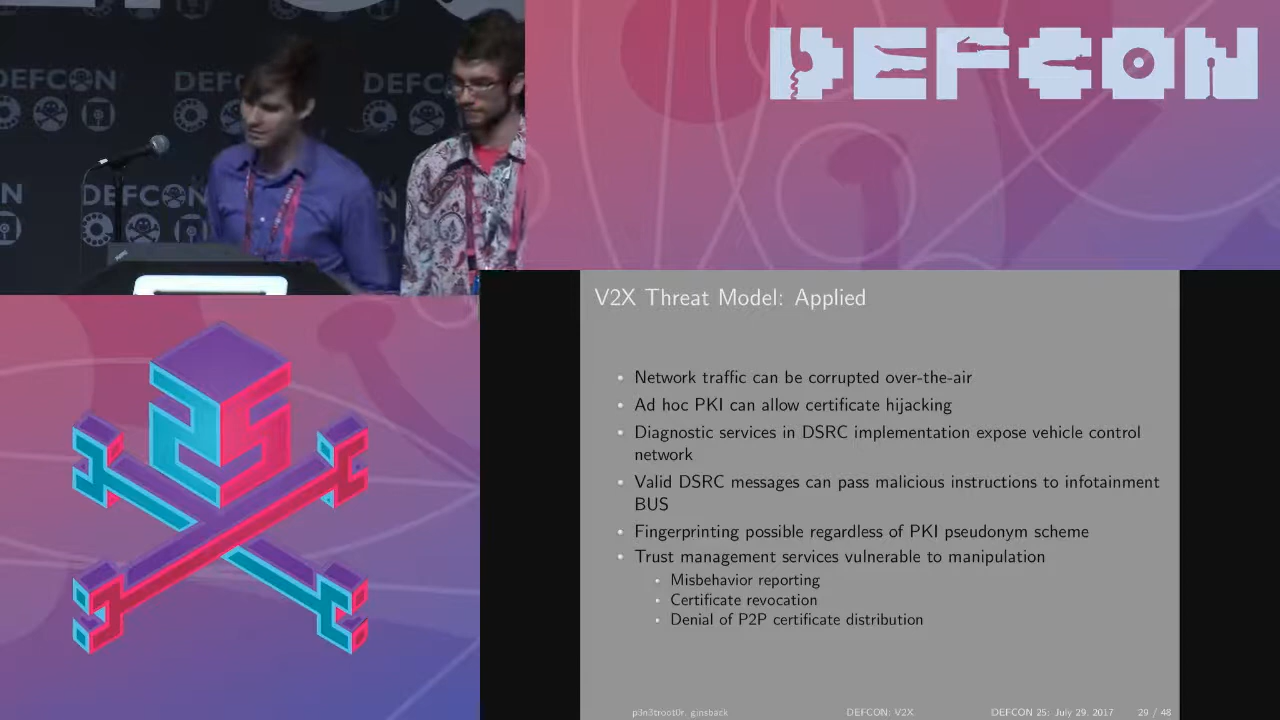 DEFCON
DEFCON
DEFCON
DEFCON
N
DEFCON
V2X Threat Model: Applied
Network traffic can be corrupted over-the-air
Ad hoc PKI can allow certificate hijacking
Diagnostic services in DSRC implementation expose vehicle control
network
Valid DSRC messages can pass malicious instructions to infotainment
BUS
Fingerprinting possible regardless of PKI pseudonym scheme
Trust management services vulnerable to manipulation
Misbehavior reporting
Certificate revocation
Denial of P2P certificate distribution
p3n3troot0r, ginsback
DEFCON: V2X
DEFCON 25: July 29, 2017
29 / 48